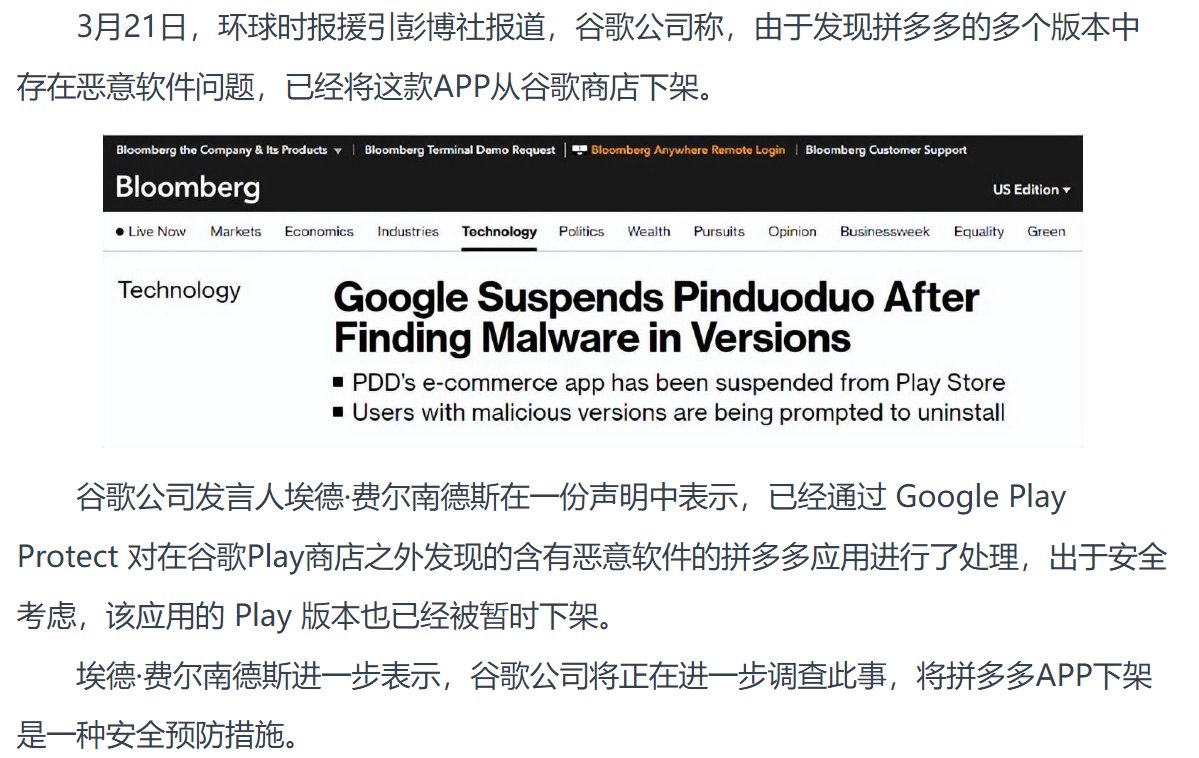 3月21日，环球时报援引彭博社报道，谷歌公司称，由于发现拼多多的多个版本中
存在恶意软件问题，已经将这款APP从谷歌商店下架。
Bloomberg the Company & Its Products ▼ | Bloomberg Terminal Demo Request | Bloomberg Anywhere Remote Login | Bloomberg Customer Support
Bloomberg
US Edition ▼
● Live Now Markets Economics Industries Technology Politics Wealth Pursuits Opinion Businessweek Equality Green
Technology
Google Suspends Pinduoduo After
Finding Malware in Versions
■ PDD's e-commerce app has been suspended from Play Store
■ Users with malicious versions are being prompted to uninstall
谷歌公司发言人埃德·费尔南德斯在一份声明中表示，已经通过 Google Play
Protect 对在谷歌Play商店之外发现的含有恶意软件的拼多多应用进行了处理，出于安全
考虑，该应用的 Play 版本也已经被暂时下架。
埃德·费尔南德斯进一步表示，谷歌公司将正在进一步调查此事，将拼多多APP下架
是一种安全预防措施。